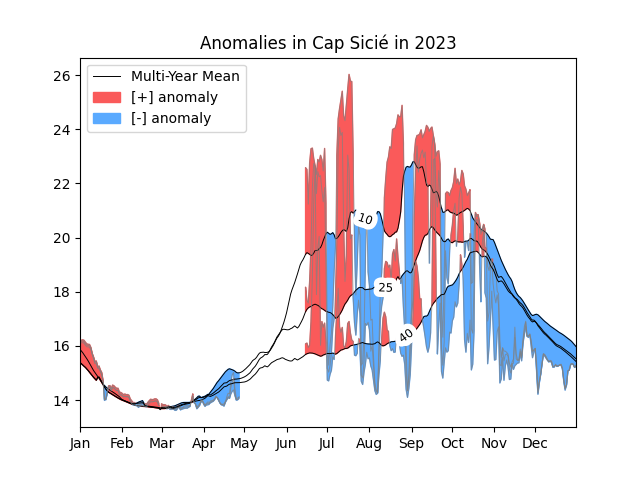 Anomalies in Cap Sicié in 2023
Multi-Year Mean
[+] anomaly
[-] anomaly
26
24
22
20
18
16
14
10
25
40
Jan Feb Mar Apr May Jun Jul Aug Sep Oct Nov Dec